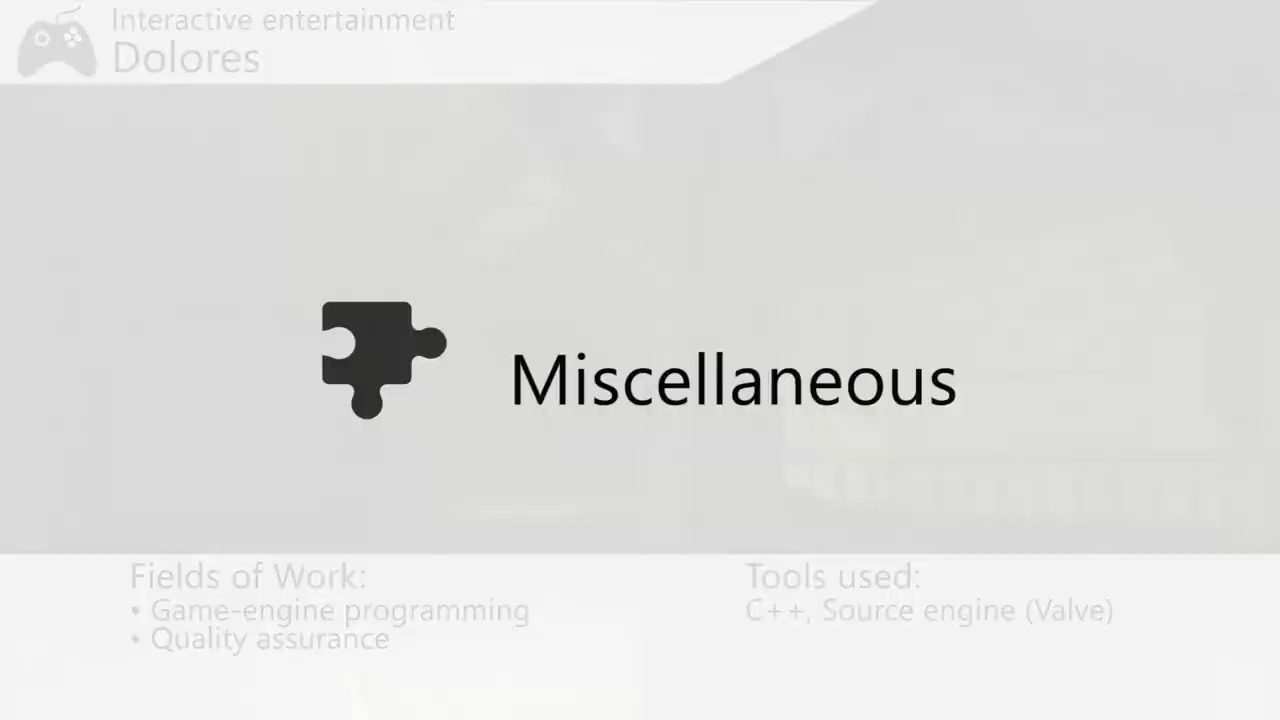 Interactive entertainment
Dolores
Miscellaneous
Fields of Work:
• Game-engine programming
• Quality assurance
Tools used:
C++, Source engine (Valve)